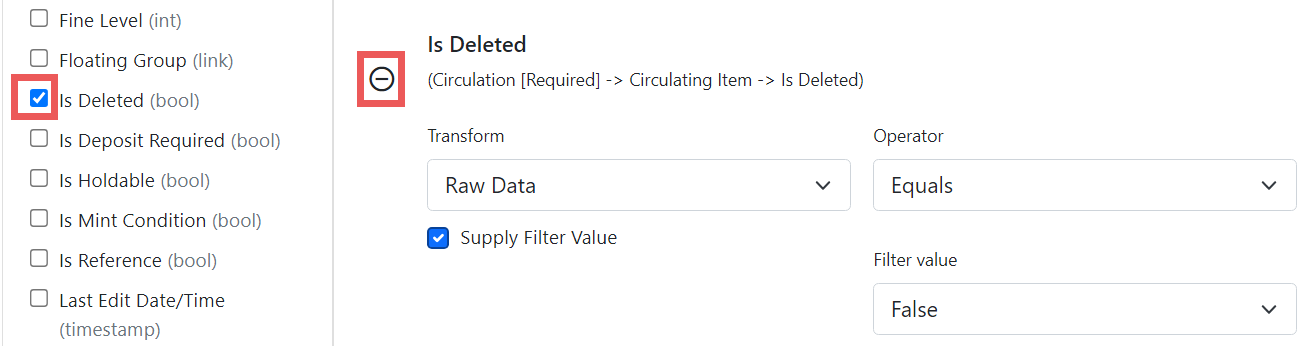 Fine Level (int)
Floating Group (link)
Is Deleted (bool)
Is Deposit Required (bool)
Is Holdable (bool)
Is Mint Condition (bool)
Is Reference (bool)
Last Edit Date/Time
(timestamp)
Is Deleted
(Circulation [Required] -> Circulating Item -> Is Deleted)
Transform
Operator
Raw Data
Equals
Supply Filter Value
Filter value
False